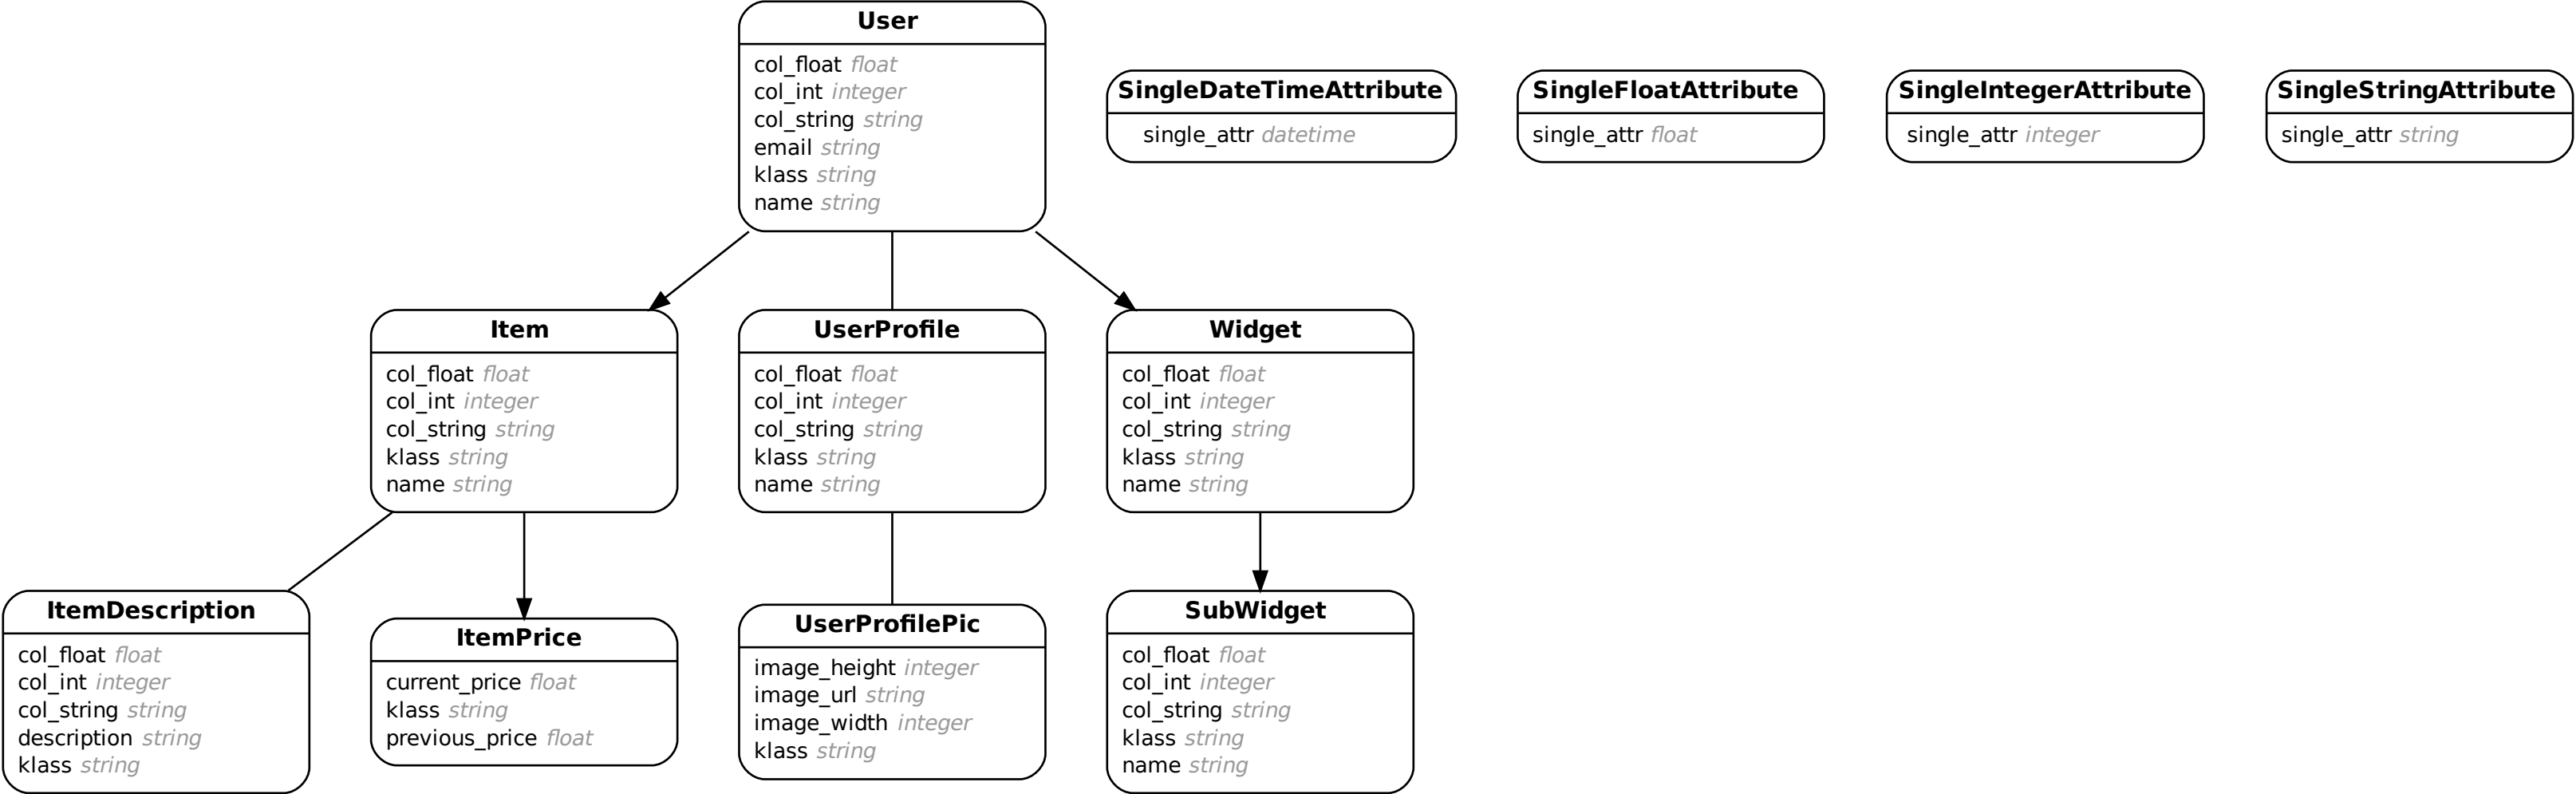 User
col_float float
col_int integer
col_string string
email string
klass string
name string
SingleDateTimeAttribute
single_attr datetime
SingleFloatAttribute
single_attr float
SingleIntegerAttribute
single_attr integer
SingleStringAttribute
single_attr string
Item
col_float float
col_int integer
col_string string
klass string
name string
UserProfile
col_float float
col_int integer
col_string string
klass string
name string
Widget
col_float float
col_int integer
col_string string
klass string
name string
ItemDescription
col_float float
col_int integer
col_string string
description string
klass string
ItemPrice
current_price float
klass string
previous_price float
UserProfilePic
image_height integer
image_url string
image_width integer
klass string
SubWidget
col_float float
col_int integer
col_string string
klass string
name string